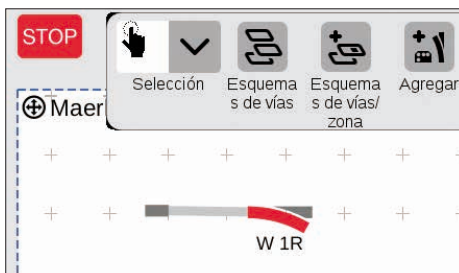 STOP
Selección
Esquema
s de vías
Esquema
s de vías/
zona
Agregar
Maer
W 1R